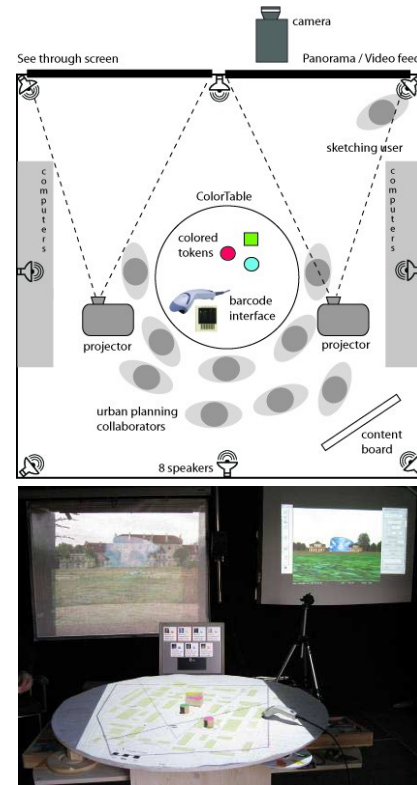 camera
See through screen
Panorama / Video feed
sketching user
computers
computers
ColorTable
colored
tokens
barcode
interface
projector
projector
urban planning
collaborators
content
board
8 speakers